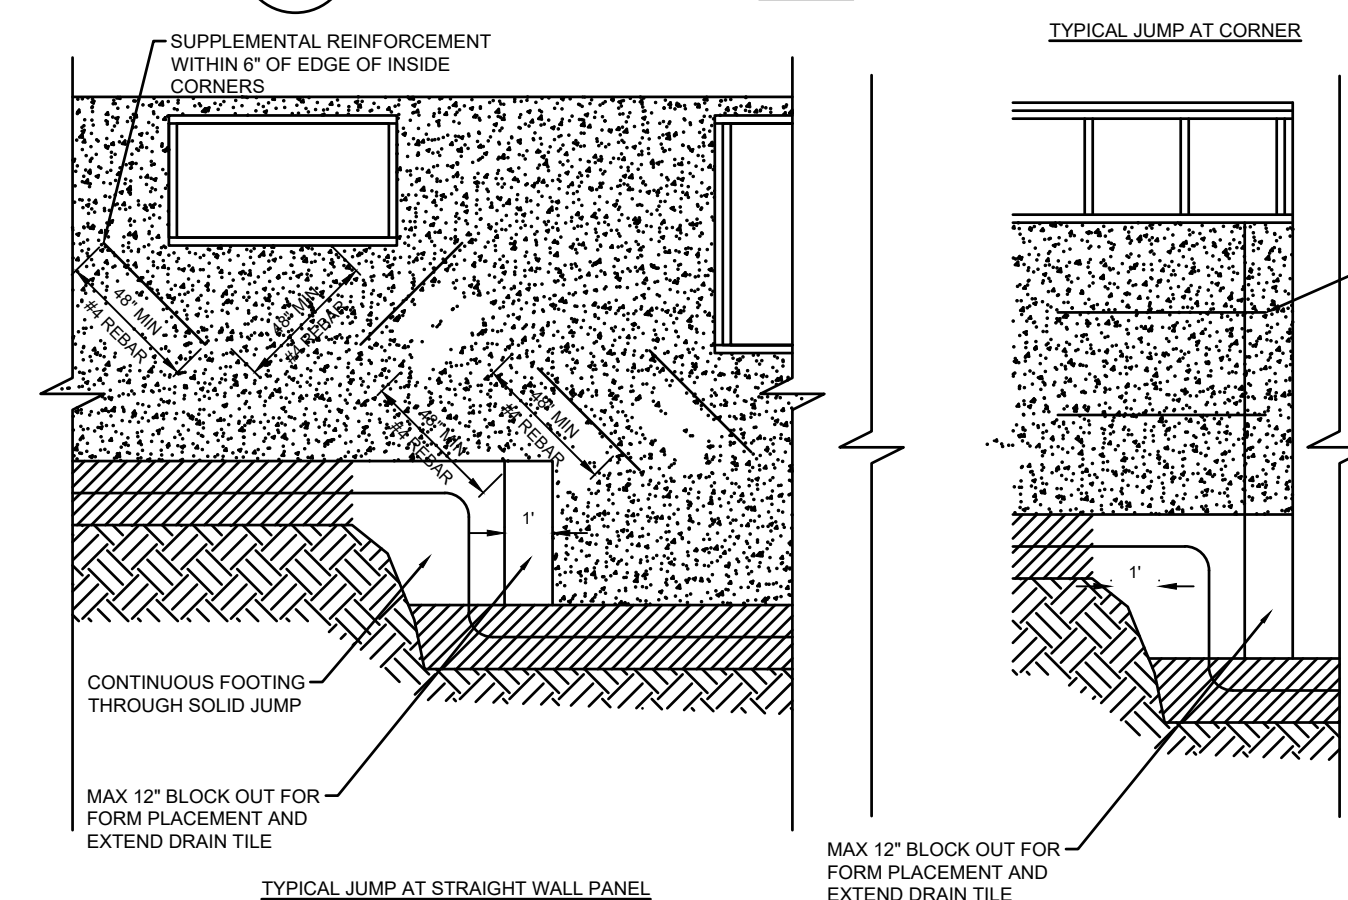 SUPPLEMENTAL REINFORCEMENT
WITHIN 6" OF EDGE OF INSIDE
CORNERS
48" MIN
#4 REBAR
48" MIN
#4 REBAR
48" MIN
#4 REBAR
48" MIN
#4 REBAR
1'
CONTINUOUS FOOTING
THROUGH SOLID JUMP
MAX 12" BLOCK OUT FOR
FORM PLACEMENT AND
EXTEND DRAIN TILE
TYPICAL JUMP AT STRAIGHT WALL PANEL
TYPICAL JUMP AT CORNER
1'
MAX 12" BLOCK OUT FOR
FORM PLACEMENT AND
EXTEND DRAIN TILE